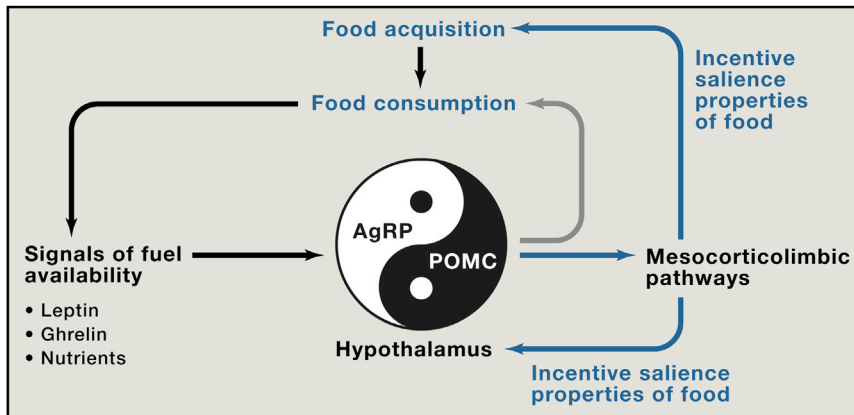 Food acquisition
Incentive
salience
properties
of food
Food consumption
AgRP
POMC
Signals of fuel
availability
• Leptin
• Ghrelin
• Nutrients
Mesocorticolimbic
pathways
Hypothalamus
Incentive salience
properties of food